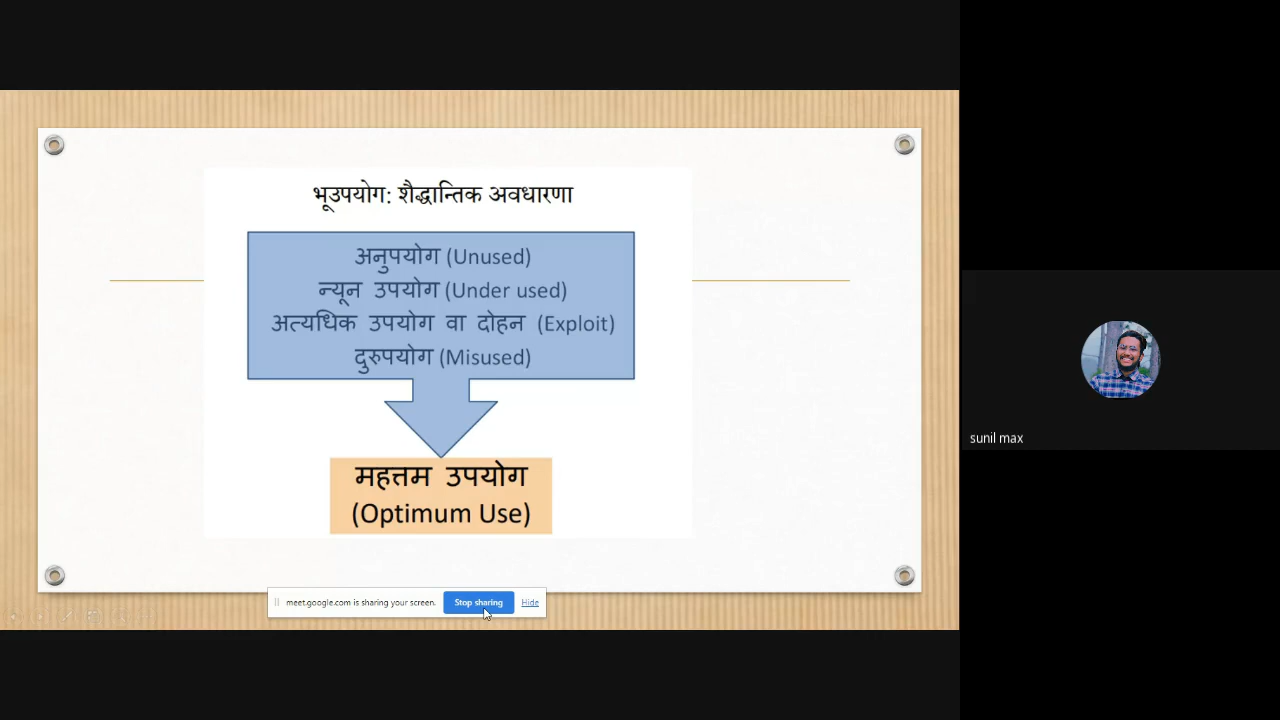 भूउपयोग: शैद्धान्तिक अवधारणा
अनुपयोग (Unused)
न्यून उपयोग (Under used)
अत्यधिक उपयोग वा दोहन (Exploit)
दुरुपयोग (Misused)
महत्तम उपयोग
(Optimum Use)
sunil max
meet.google.com is sharing your screen. Stop sharing Hide